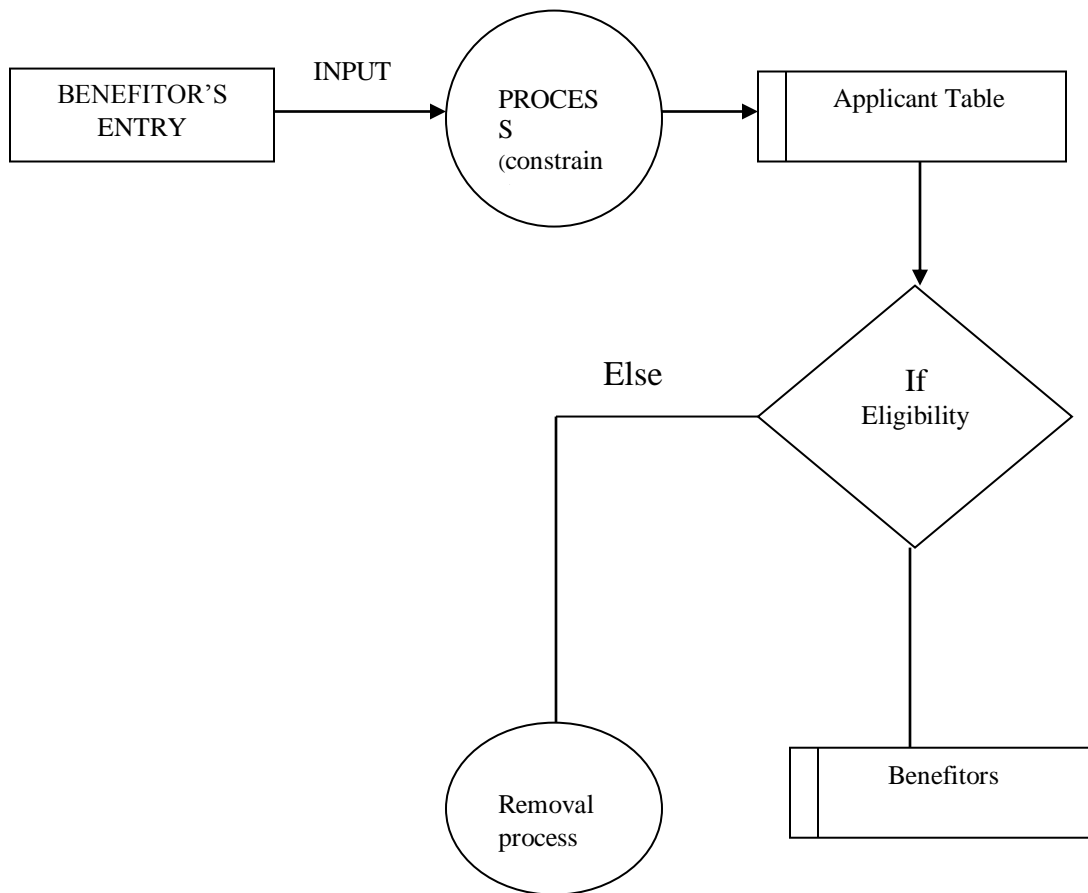 BENEFITOR'S
ENTRY
INPUT
PROCES
S
(constrain
Applicant Table
Else
If
Eligibility
Removal
process
Benefitors